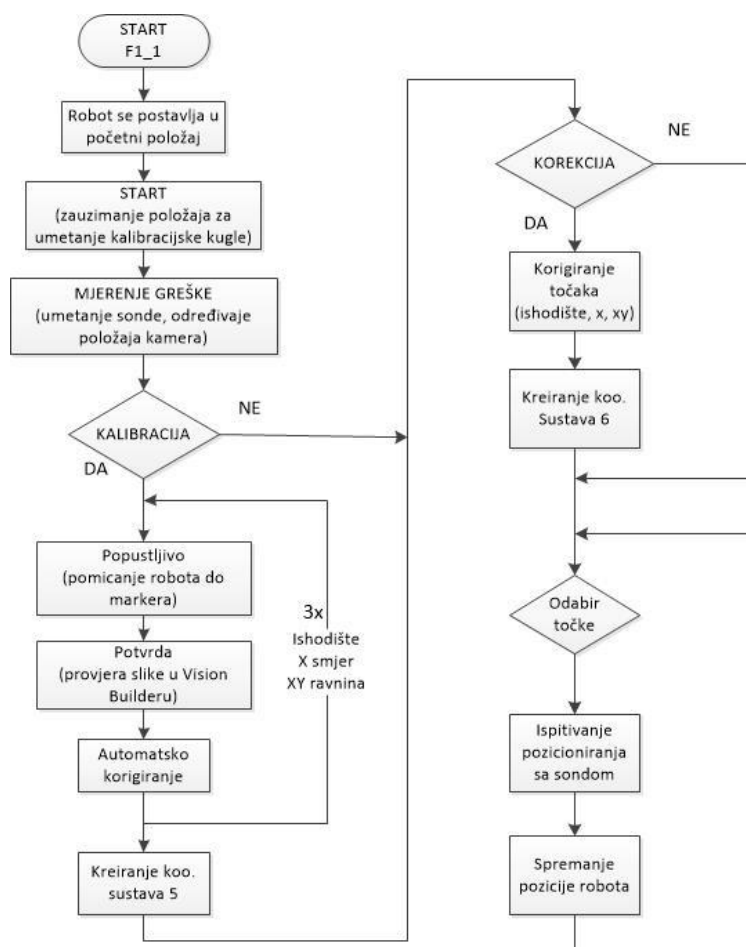 START
F1_1
Robot se postavlja u
početni položaj
START
(zauzimanje položaja za
umetanje kalibracijske kugle)
MJERENJE GREŠKE
(umetanje sonde, određivaje
položaja kamera)
KALIBRACIJA
NE
DA
Popustljivo
(pomicanje robota do
markera)
Potvrda
(provjera slike u Vision
Builderu)
Automatsko
korigiranje
3x
Ishodište
X smjer
XY ravnina
Kreiranje koo.
sustava 5
KOREKCIJA
NE
DA
Korigiranje
točaka
(ishodište, x, xy)
Kreiranje koo.
Sustava 6
Odabir
točke
Ispitivanje
pozicioniranja
sa sondom
Spremanje
pozicije robota